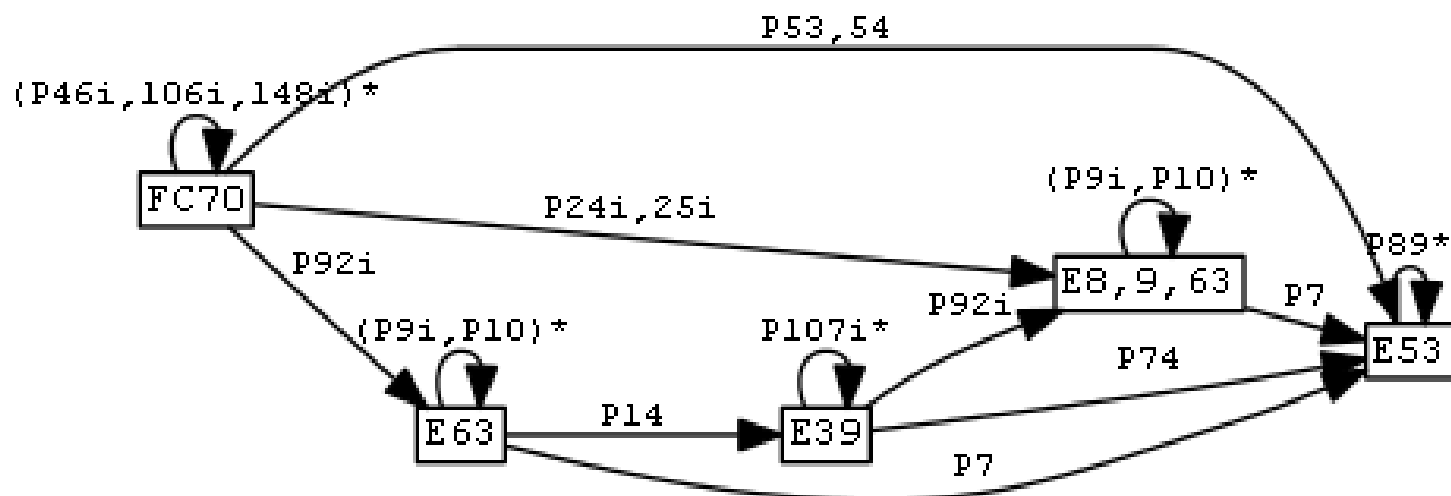 P53,54
(P46i,106i,148i)*
(P9i,P10)*
FC70
P24i,25i
P89*
P92i
E8,9,63
P7
P92i
(P9i,P10)*
P107i*
E53
P74
E63
P14
E39
P7